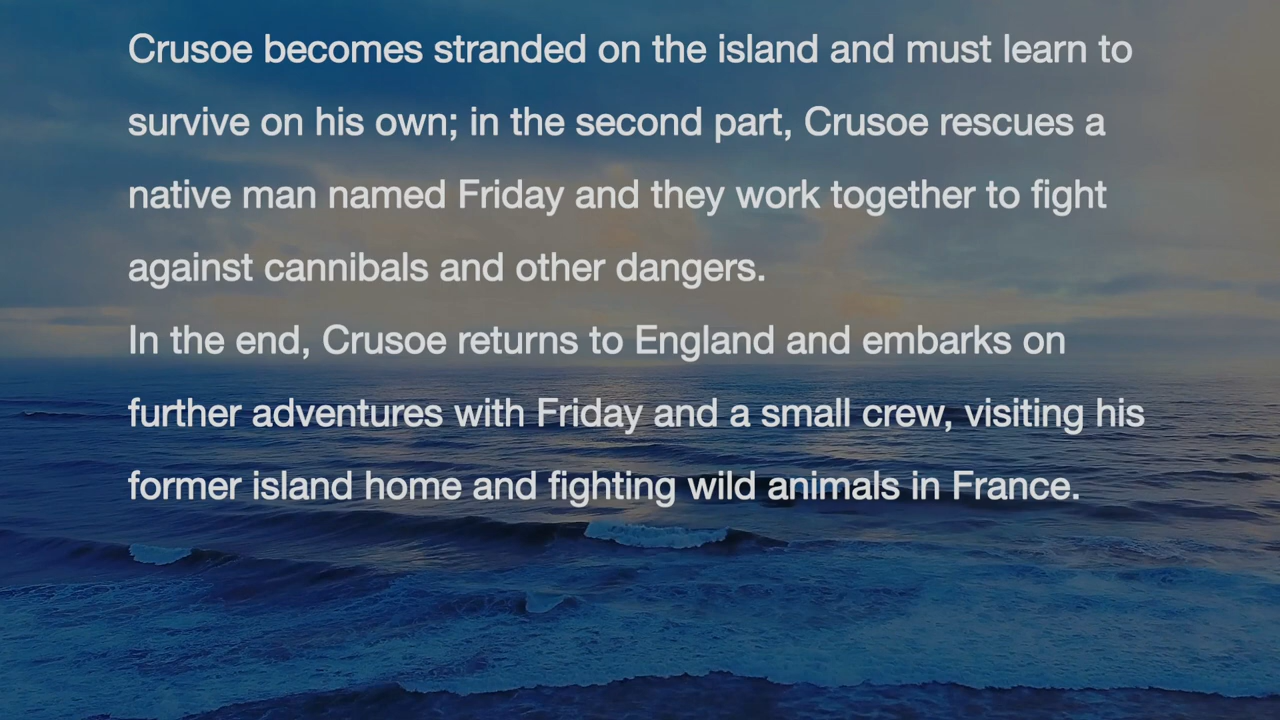 Crusoe becomes stranded on the island and must learn to
survive on his own; in the second part, Crusoe rescues a
native man named Friday and they work together to fight
against cannibals and other dangers.
In the end, Crusoe returns to England and embarks on
further adventures with Friday and a small crew, visiting his
former island home and fighting wild animals in France.